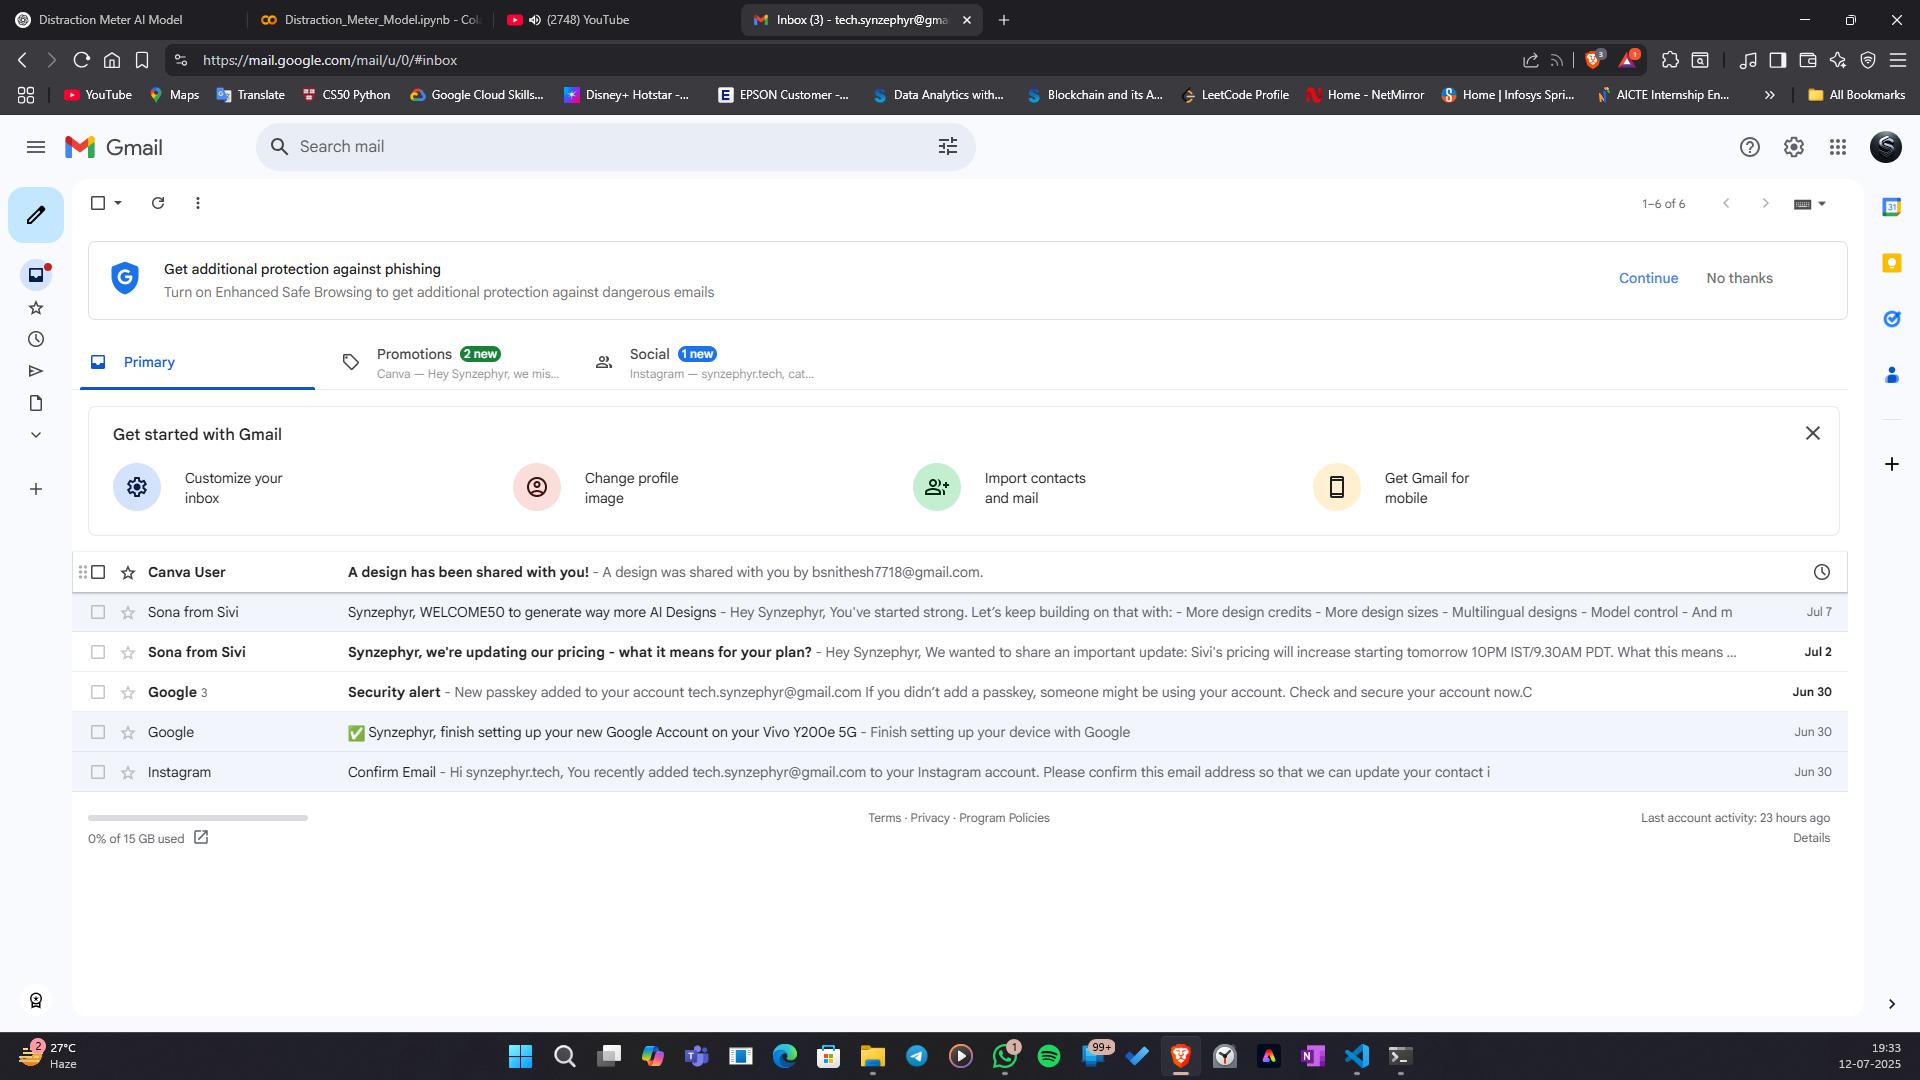 Distraction Meter AI Model
Distraction_Meter_Model.ipynb - Col
(2748) YouTube
Inbox (3) - tech.synzephyr@gma
https://mail.google.com/mail/u/0/#inbox
3
1
YouTube
Maps
Translate
CS50 Python
Google Cloud Skills...
Disney+ Hotstar -...
EPSON Customer -...
Data Analytics with...
Blockchain and its A...
LeetCode Profile
Home - NetMirror
Home | Infosys Spri...
AICTE Internship En...
All Bookmarks
Gmail
Search mail
1–6 of 6
31
Get additional protection against phishing
Turn on Enhanced Safe Browsing to get additional protection against dangerous emails
Continue
No thanks
Primary
Promotions 2 new
Canva — Hey Synzephyr, we mis...
Social 1 new
Instagram — synzephyr.tech, cat...
Get started with Gmail
Customize your
inbox
Change profile
image
Import contacts
and mail
Get Gmail for
mobile
Canva User A design has been shared with you! - A design was shared with you by bsnithesh7718@gmail.com.
Sona from Sivi Synzephyr, WELCOME50 to generate way more AI Designs - Hey Synzephyr, You've started strong. Let's keep building on that with: - More design credits - More design sizes - Multilingual designs - Model control - And m Jul 7
Sona from Sivi Synzephyr, we're updating our pricing - what it means for your plan? - Hey Synzephyr, We wanted to share an important update: Sivi's pricing will increase starting tomorrow 10PM IST/9.30AM PDT. What this means ... Jul 2
Google 3 Security alert - New passkey added to your account tech.synzephyr@gmail.com If you didn't add a passkey, someone might be using your account. Check and secure your account now.C Jun 30
Google ✅ Synzephyr, finish setting up your new Google Account on your Vivo Y200e 5G - Finish setting up your device with Google Jun 30
Instagram Confirm Email - Hi synzephyr.tech, You recently added tech.synzephyr@gmail.com to your Instagram account. Please confirm this email address so that we can update your contact i Jun 30
0% of 15 GB used
Terms · Privacy · Program Policies
Last account activity: 23 hours ago
Details
2
27°C
Haze
1
99+
19:33
12-07-2025